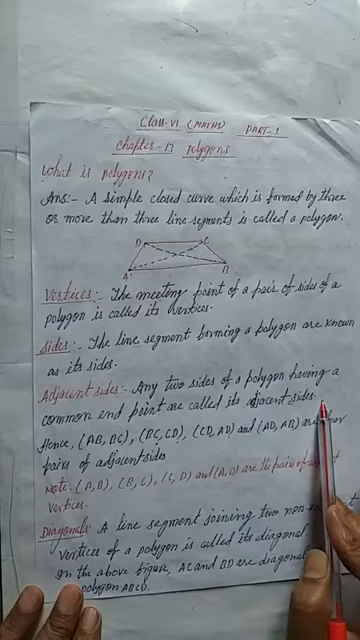 Class-VI (MATHS) PART-1
Chapter-17 Polygons
What is polygons?
Ans:- A simple closed curve which is formed by three
or more than three line segments is called a polygon.
D C
A B
Vertices:- The meeting point of a pair of sides of a
polygon is called its vertices.
Sides:- The line segment forming a polygon are known
as its sides.
Adjacent sides:- Any two sides of a polygon having a
common end point are called its adjacent sides.
Hence, (AB, BC), (BC, CD), (CD, AD) and (AD, AB) are
pairs of adjacent sides
Note: (A, B), (B, C), (C, D) and (A, D) are the pairs of
vertices.
Diagonals: A line segment joining two
vertices of a polygon is called its diagonal
In the above figure, AC and BD are diagonal
polygon ABCD.